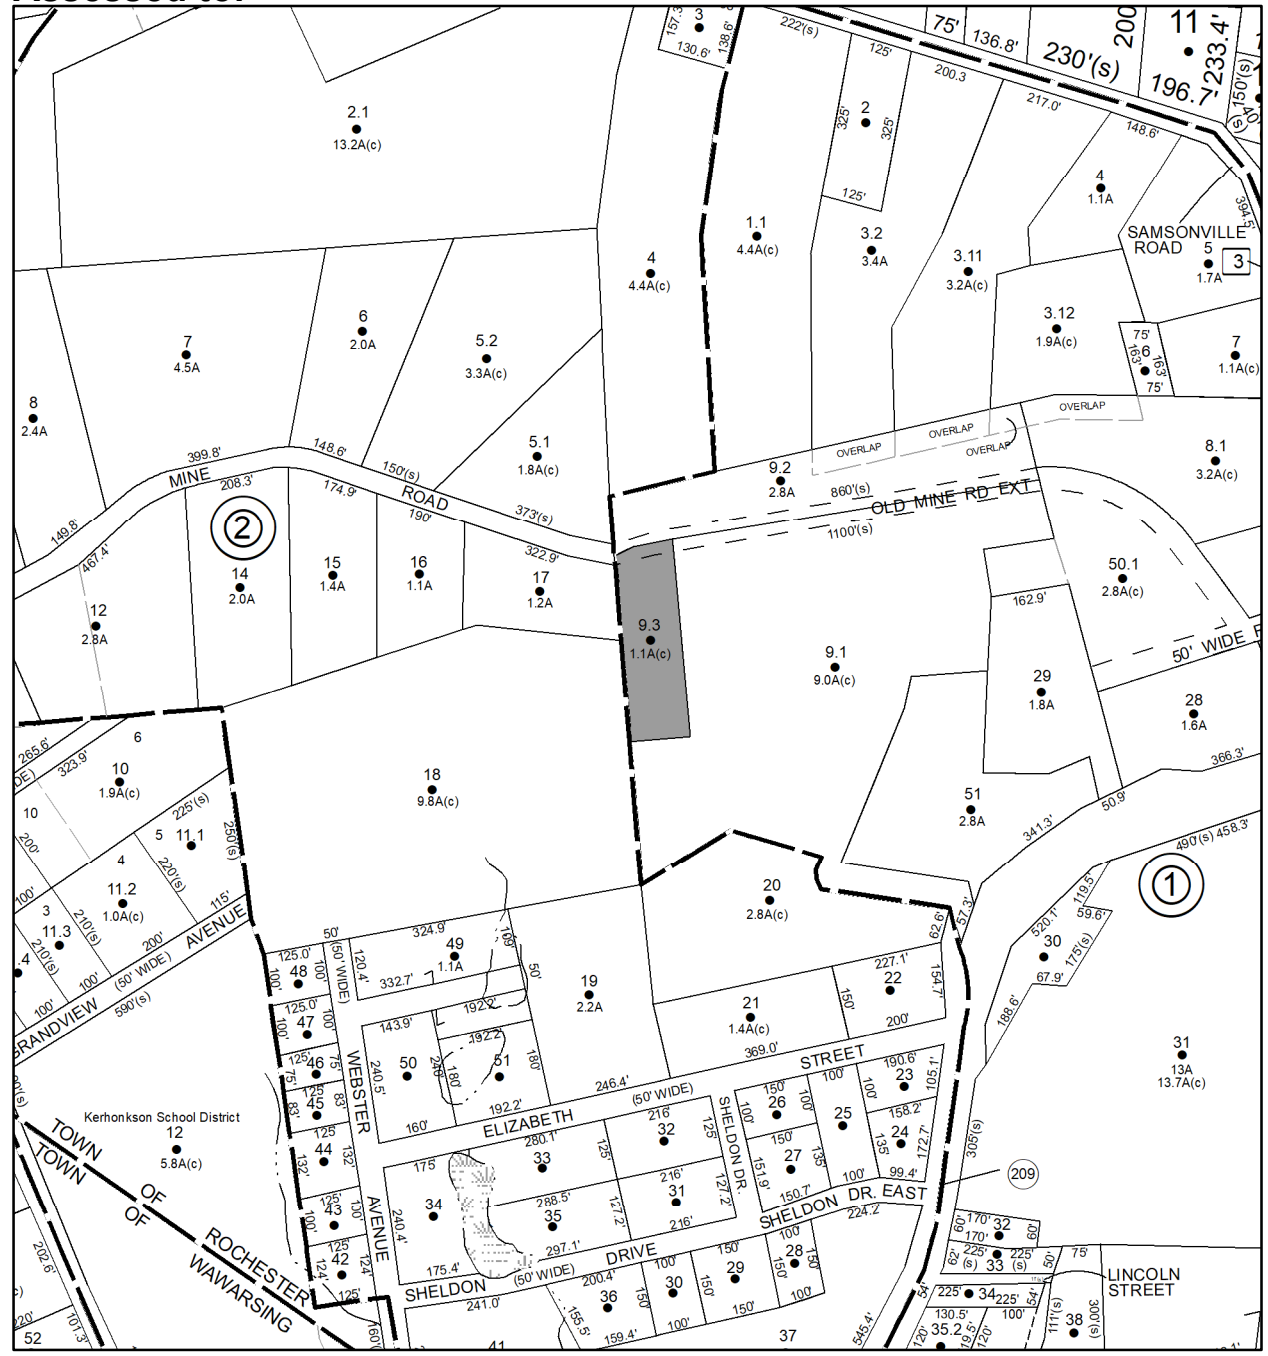 3
157.3
130.6'
138.6'
222'(s)
75'
136.8'
200
11
230'(s)
196.7'
233.4'
150'(s)
125'
200.3
217.0'
148.6'
2.1
13.2A(c)
2
325'
325'
125'
4
1.1A
394.5'
SAMSONVILLE
ROAD
5
1.7A
3
4
4.4A(c)
1.1
4.4A(c)
3.2
3.4A
3.11
3.2A(c)
3.12
1.9A(c)
75'
163'
6
163'
75'
7
1.1A(c)
7
4.5A
6
2.0A
5.2
3.3A(c)
8
2.4A
5.1
1.8A(c)
OVERLAP
OVERLAP
OVERLAP
OVERLAP
8.1
3.2A(c)
399.8'
148.6'
150'(s)
MINE
ROAD
208.3'
174.9'
190'
373'(s)
322.9'
149.8'
467.4'
2
9.2
2.8A
860'(s)
OLD MINE RD EXT
1100'(s)
14
2.0A
15
1.4A
16
1.1A
17
1.2A
12
2.8A
50.1
2.8A(c)
162.9'
9.3
1.1A(c)
9.1
9.0A(c)
50' WIDE
29
1.8A
28
1.6A
366.3'
265.6'
323.9'
6
10
1.9A(c)
18
9.8A(c)
51
2.8A
50.9'
341.3'
490'(s) 458.3'
10
200'
225'(s)
5
11.1
250'(s)
4
11.2
1.0A(c)
220'(s)
115'
3
11.3
210'(s)
210'(s)
100'
.4
200'
100'
100'
AVENUE
(50' WIDE)
GRANDVIEW
590'(s)
20
2.8A(c)
1
119.5'
59.6'
520.1'
30
175'(s)
67.9'
188.6'
57.3'
62.6'
50'
324.9'
49
1.1A
109'
125.0'
100'
48
100'
(50' WIDE)
120.4'
332.7'
50'
19
2.2A
227.1'
22
154.7'
150'
200'
21
1.4A(c)
369.0'
125.0'
100'
47
100'
143.9'
192.2'
192.2'
125'
75'
46
75'
WEBSTER
240.5'
50
240'
180'
51
180'
246.4'
STREET
(50' WIDE)
190.6'
23
105.1'
31
13A
13.7A(c)
125'
83'
45
83'
160'
192.2'
ELIZABETH
216'
32
125'
SHELDON DR.
150'
26
100'
100'
100'
100'
25
158.2'
24
172.7'
135'
99.4'
305'(s)
209
Kerhonkson School District
12
5.8A(c)
TOWN OF ROCHESTER
TOWN OF WAWARSING
125'
132'
44
132'
175'
280.1'
33
125'
150'
27
151.9'
135'
150.7'
100'
34
216'
31
127.2'
127.2'
216'
288.5'
35
297.1'
125'
100'
43
100'
AVENUE
240.4'
175.4'
SHELDON
(50' WIDE)
DRIVE
SHELDON DR. EAST
224.2'
125'
124'
42
124'
125'
241.0'
200.4'
36
155.5'
159.4'
100'
30
150'
100'
150'
29
150'
150'
100'
28
150'
150'
100'
37
545.4'
160'
41
170'
60'
32
60'
170'
225'
(s)
33
225'
(s)
62'
50'
75'
LINCOLN
STREET
54'
225'
34
225'
54'
130.5'
100'
35.2
120'
19.5'
120'
111'(s)
38
300'(s)
202.6'
101.3'
220'
52